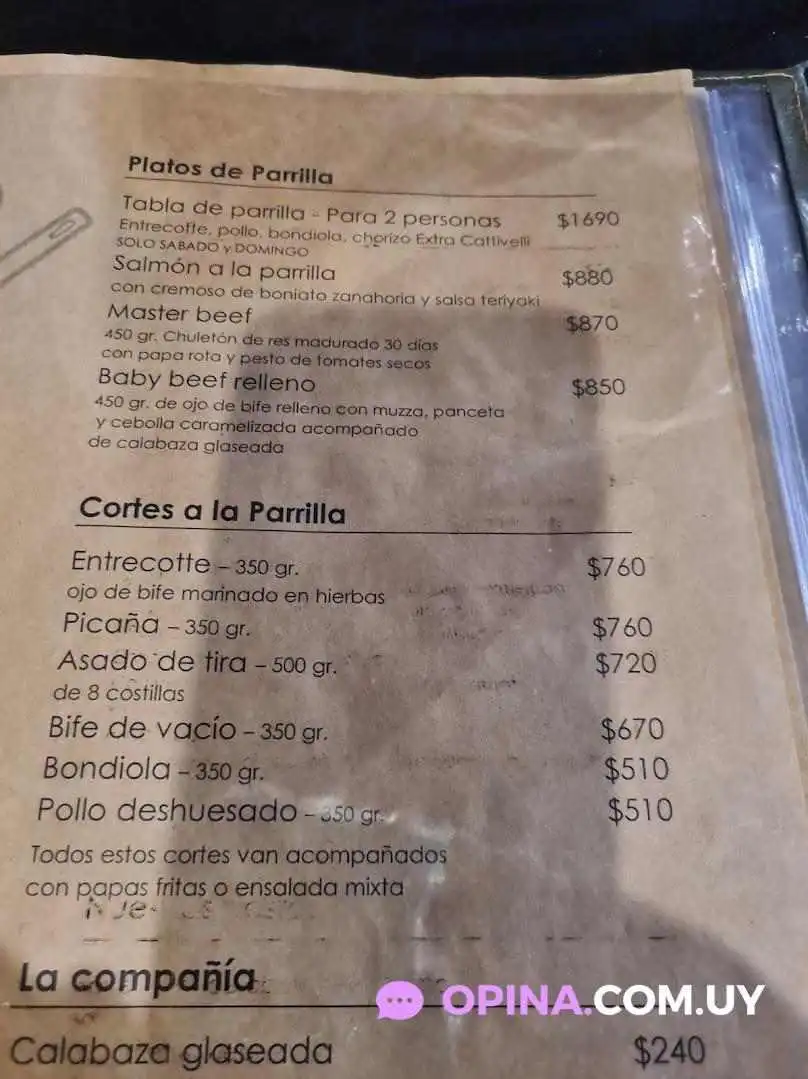 Platos de Parrilla
Tabla de parrilla - Para 2 personas $1690
Entrecotte, pollo, bondiola, chorizo Extra Cattivelli
SOLO SABADO y DOMINGO
Salmón a la parrilla $880
con cremoso de boniato zanahoria y salsa teriyaki
Master beef $870
450 gr. Chuletón de res madurado 30 días
con papa rota y pesto de tomates secos
Baby beef relleno $850
450 gr. de ojo de bife relleno con muzza, panceta
y cebolla caramelizada acompañado
de calabaza glaseada
Cortes a la Parrilla
Entrecotte – 350 gr. $760
ojo de bife marinado en hierbas
Picaña – 350 gr. $760
Asado de tira – 500 gr. $720
de 8 costillas
Bife de vacío – 350 gr. $670
Bondiola – 350 gr. $510
Pollo deshuesado – 350 gr. $510
Todos estos cortes van acompañados
con papas fritas o ensalada mixta
La compañía
OPINA.COM.UY
Calabaza glaseada $240